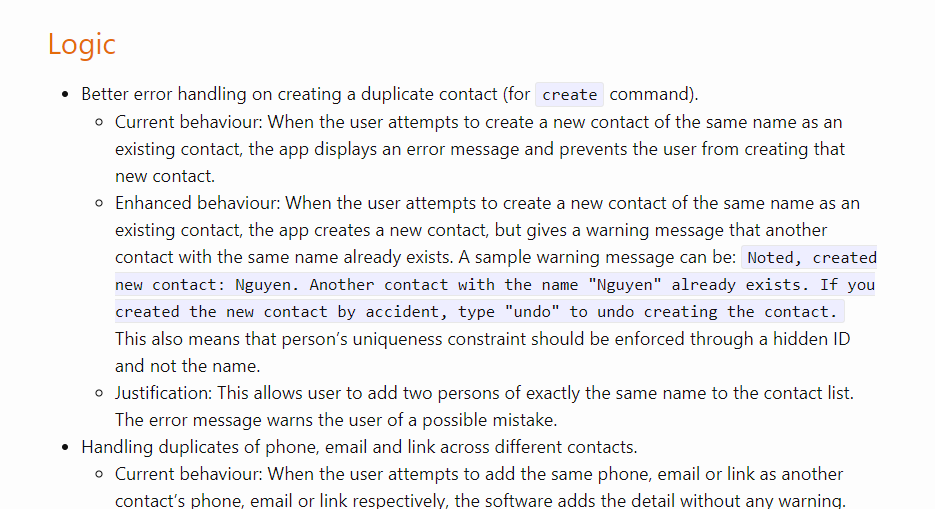 Logic
Better error handling on creating a duplicate contact (for create command).
Current behaviour: When the user attempts to create a new contact of the same name as an
existing contact, the app displays an error message and prevents the user from creating that
new contact.
Enhanced behaviour: When the user attempts to create a new contact of the same name as an
existing contact, the app creates a new contact, but gives a warning message that another
contact with the same name already exists. A sample warning message can be: Noted, created
new contact: Nguyen. Another contact with the name "Nguyen" already exists. If you
created the new contact by accident, type "undo" to undo creating the contact.
This also means that person's uniqueness constraint should be enforced through a hidden ID
and not the name.
Justification: This allows user to add two persons of exactly the same name to the contact list.
The error message warns the user of a possible mistake.
Handling duplicates of phone, email and link across different contacts.
Current behaviour: When the user attempts to add the same phone, email or link as another
contact's phone, email or link respectively, the software adds the detail without any warning.